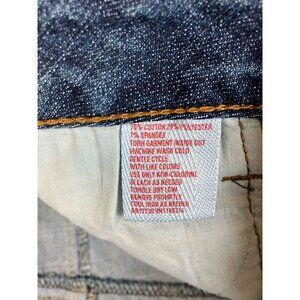 70% COTTON 29% POLYESTER
1% SPANDEX
TURN GARMENT INSIDE OUT
MACHINE WASH COLD
GENTLE CYCLE
WITH LIKE COLORS
USE ONLY NON-CHLORINE
BLEACH AS NEEDED
TUMBLE DRY LOW
REMOVE PROMPTLY
COOL IRON AS NEEDED